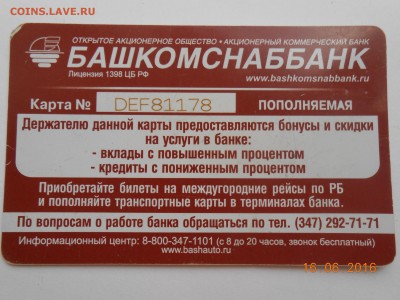 COINS.LAVE.RU
ОТКРЫТОЕ АКЦИОНЕРНОЕ ОБЩЕСТВО • АКЦИОНЕРНЫЙ КОММЕРЧЕСКИЙ БАНК
БАШКОМСНАББАНК
Лицензия 1398 ЦБ РФ
www.bashkomsnabbank.ru
Карта № DEF81178 ПОПОЛНЯЕМАЯ
Держателю данной карты предоставляются бонусы и скидки
на услуги в банке:
- вклады с повышенным процентом
- кредиты с пониженным процентом
Приобретайте билеты на междугородние рейсы по РБ
и пополняйте транспортные карты в терминалах банка.
По вопросам о работе банка обращаться по тел. (347) 292-71-71
Информационный центр: 8-800-347-1101 (с 8 до 20 часов, звонок бесплатный)
www.bashauto.ru
16 06 2016